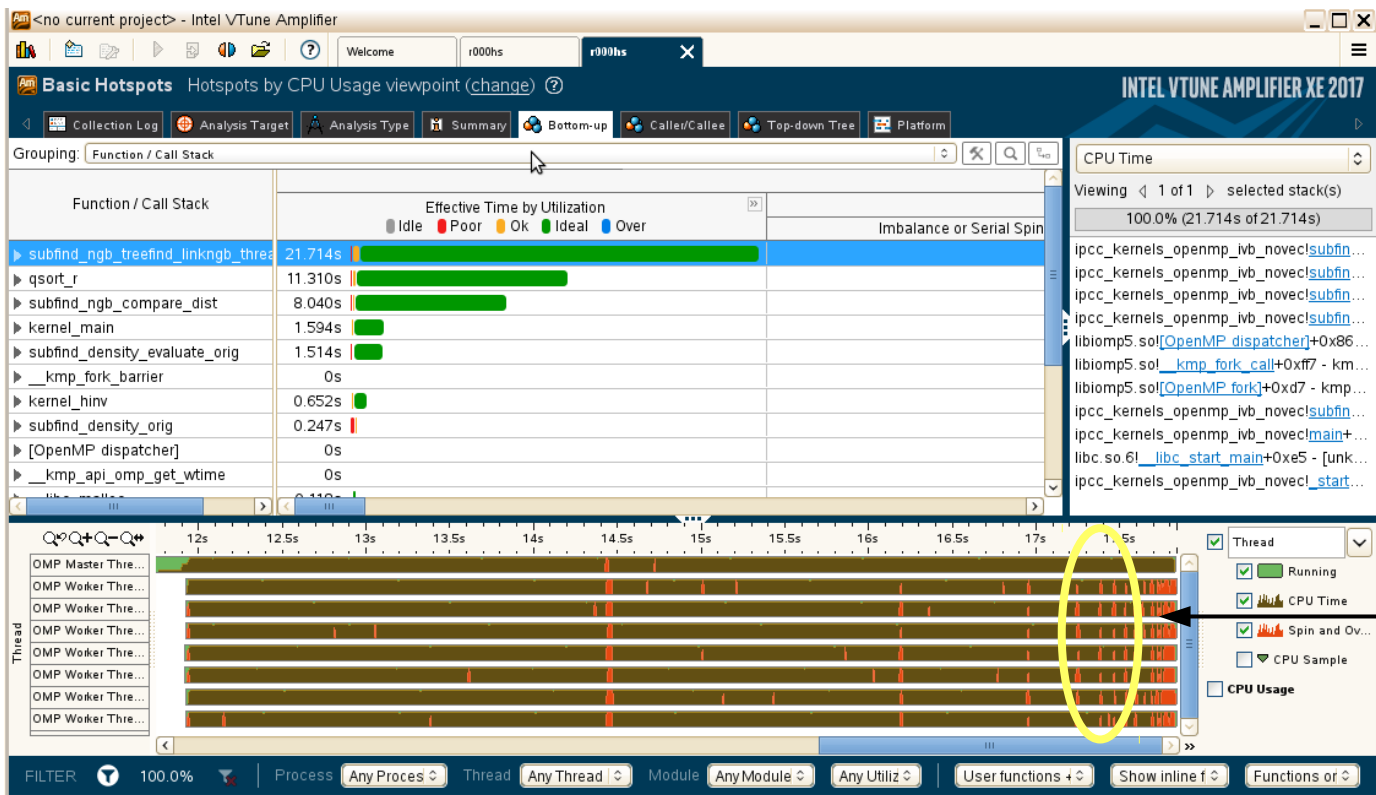 <no current project> - Intel VTune Amplifier
Welcome
r000hs
r000hs
Basic Hotspots Hotspots by CPU Usage viewpoint (change)
INTEL VTUNE AMPLIFIER XE 2017
Collection Log
Analysis Target
Analysis Type
Summary
Bottom-up
Caller/Callee
Top-down Tree
Platform
Grouping: Function / Call Stack
Function / Call Stack
Effective Time by Utilization
Idle Poor Ok Ideal Over
Imbalance or Serial Spin
subfind_ngb_treefind_linkngb_threa 21.714s
qsort_r 11.310s
subfind_ngb_compare_dist 8.040s
kernel_main 1.594s
subfind_density_evaluate_orig 1.514s
__kmp_fork_barrier 0s
kernel_hinv 0.652s
subfind_density_orig 0.247s
[OpenMP dispatcher] 0s
__kmp_api_omp_get_wtime 0s
CPU Time
Viewing 1 of 1 selected stack(s)
100.0% (21.714s of 21.714s)
ipcc_kernels_openmp_ivb_novec!subfin...
ipcc_kernels_openmp_ivb_novec!subfin...
ipcc_kernels_openmp_ivb_novec!subfin...
ipcc_kernels_openmp_ivb_novec!subfin...
libiomp5.so![OpenMP dispatcher]+0x86...
libiomp5.so!__kmp_fork_call+0xff7 - km...
libiomp5.so![OpenMP fork]+0xd7 - kmp...
ipcc_kernels_openmp_ivb_novec!subfin...
ipcc_kernels_openmp_ivb_novec!main+...
libc.so.6!__libc_start_main+0xe5 - [unk...
ipcc_kernels_openmp_ivb_novec!_start...
12s 12.5s 13s 13.5s 14s 14.5s 15s 15.5s 16s 16.5s 17s
Thread
OMP Master Thre...
OMP Worker Thre...
OMP Worker Thre...
OMP Worker Thre...
OMP Worker Thre...
OMP Worker Thre...
OMP Worker Thre...
OMP Worker Thre...
Thread
Running
CPU Time
Spin and Ov...
CPU Sample
CPU Usage
FILTER 100.0% Process Any Proces Thread Any Thread Module Any Module Any Utiliz User functions + Show inline f Functions or